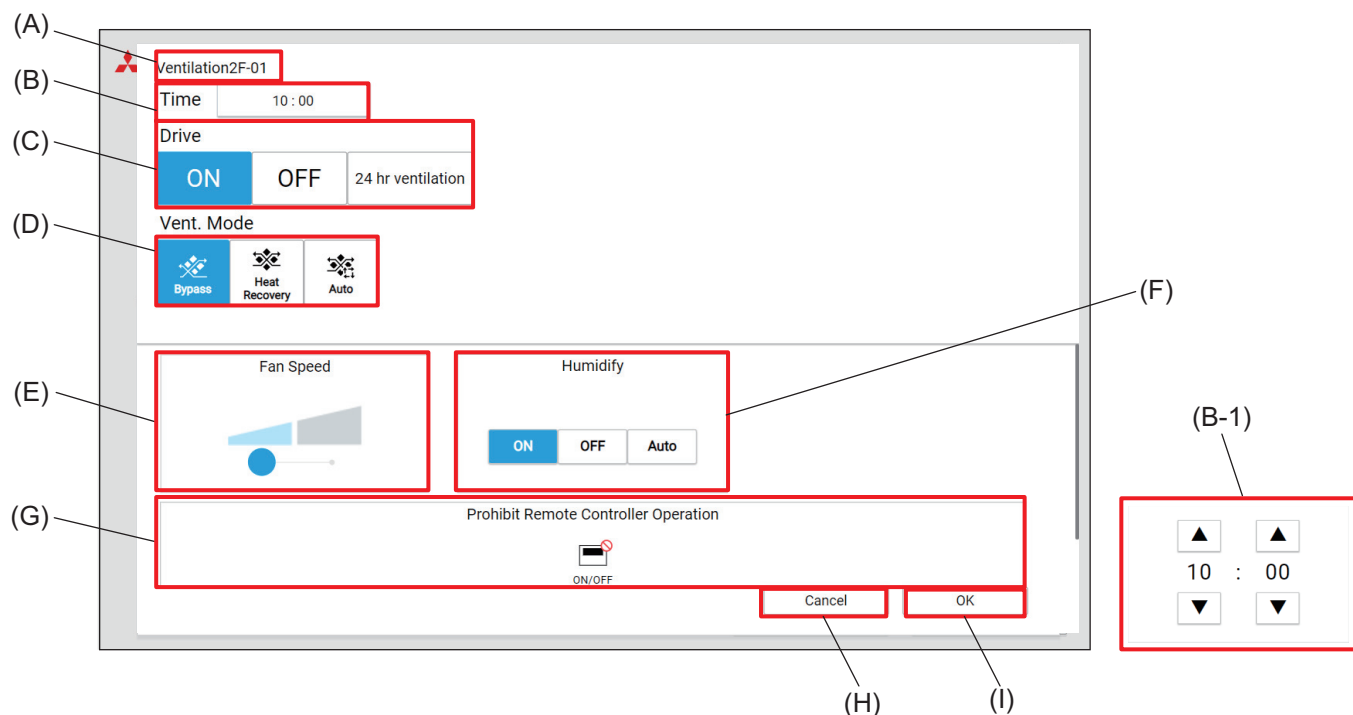 (A)
Ventilation2F-01
(B)
Time 10 : 00
(C)
Drive
ON OFF 24 hr ventilation
(D)
Vent. Mode
Bypass
Heat
Recovery
Auto
(E)
Fan Speed
(F)
Humidify
ON OFF Auto
(G)
Prohibit Remote Controller Operation
ON/OFF
Cancel OK
(H) (I)
(B-1)
▲ ▲
10 : 00
▼ ▼